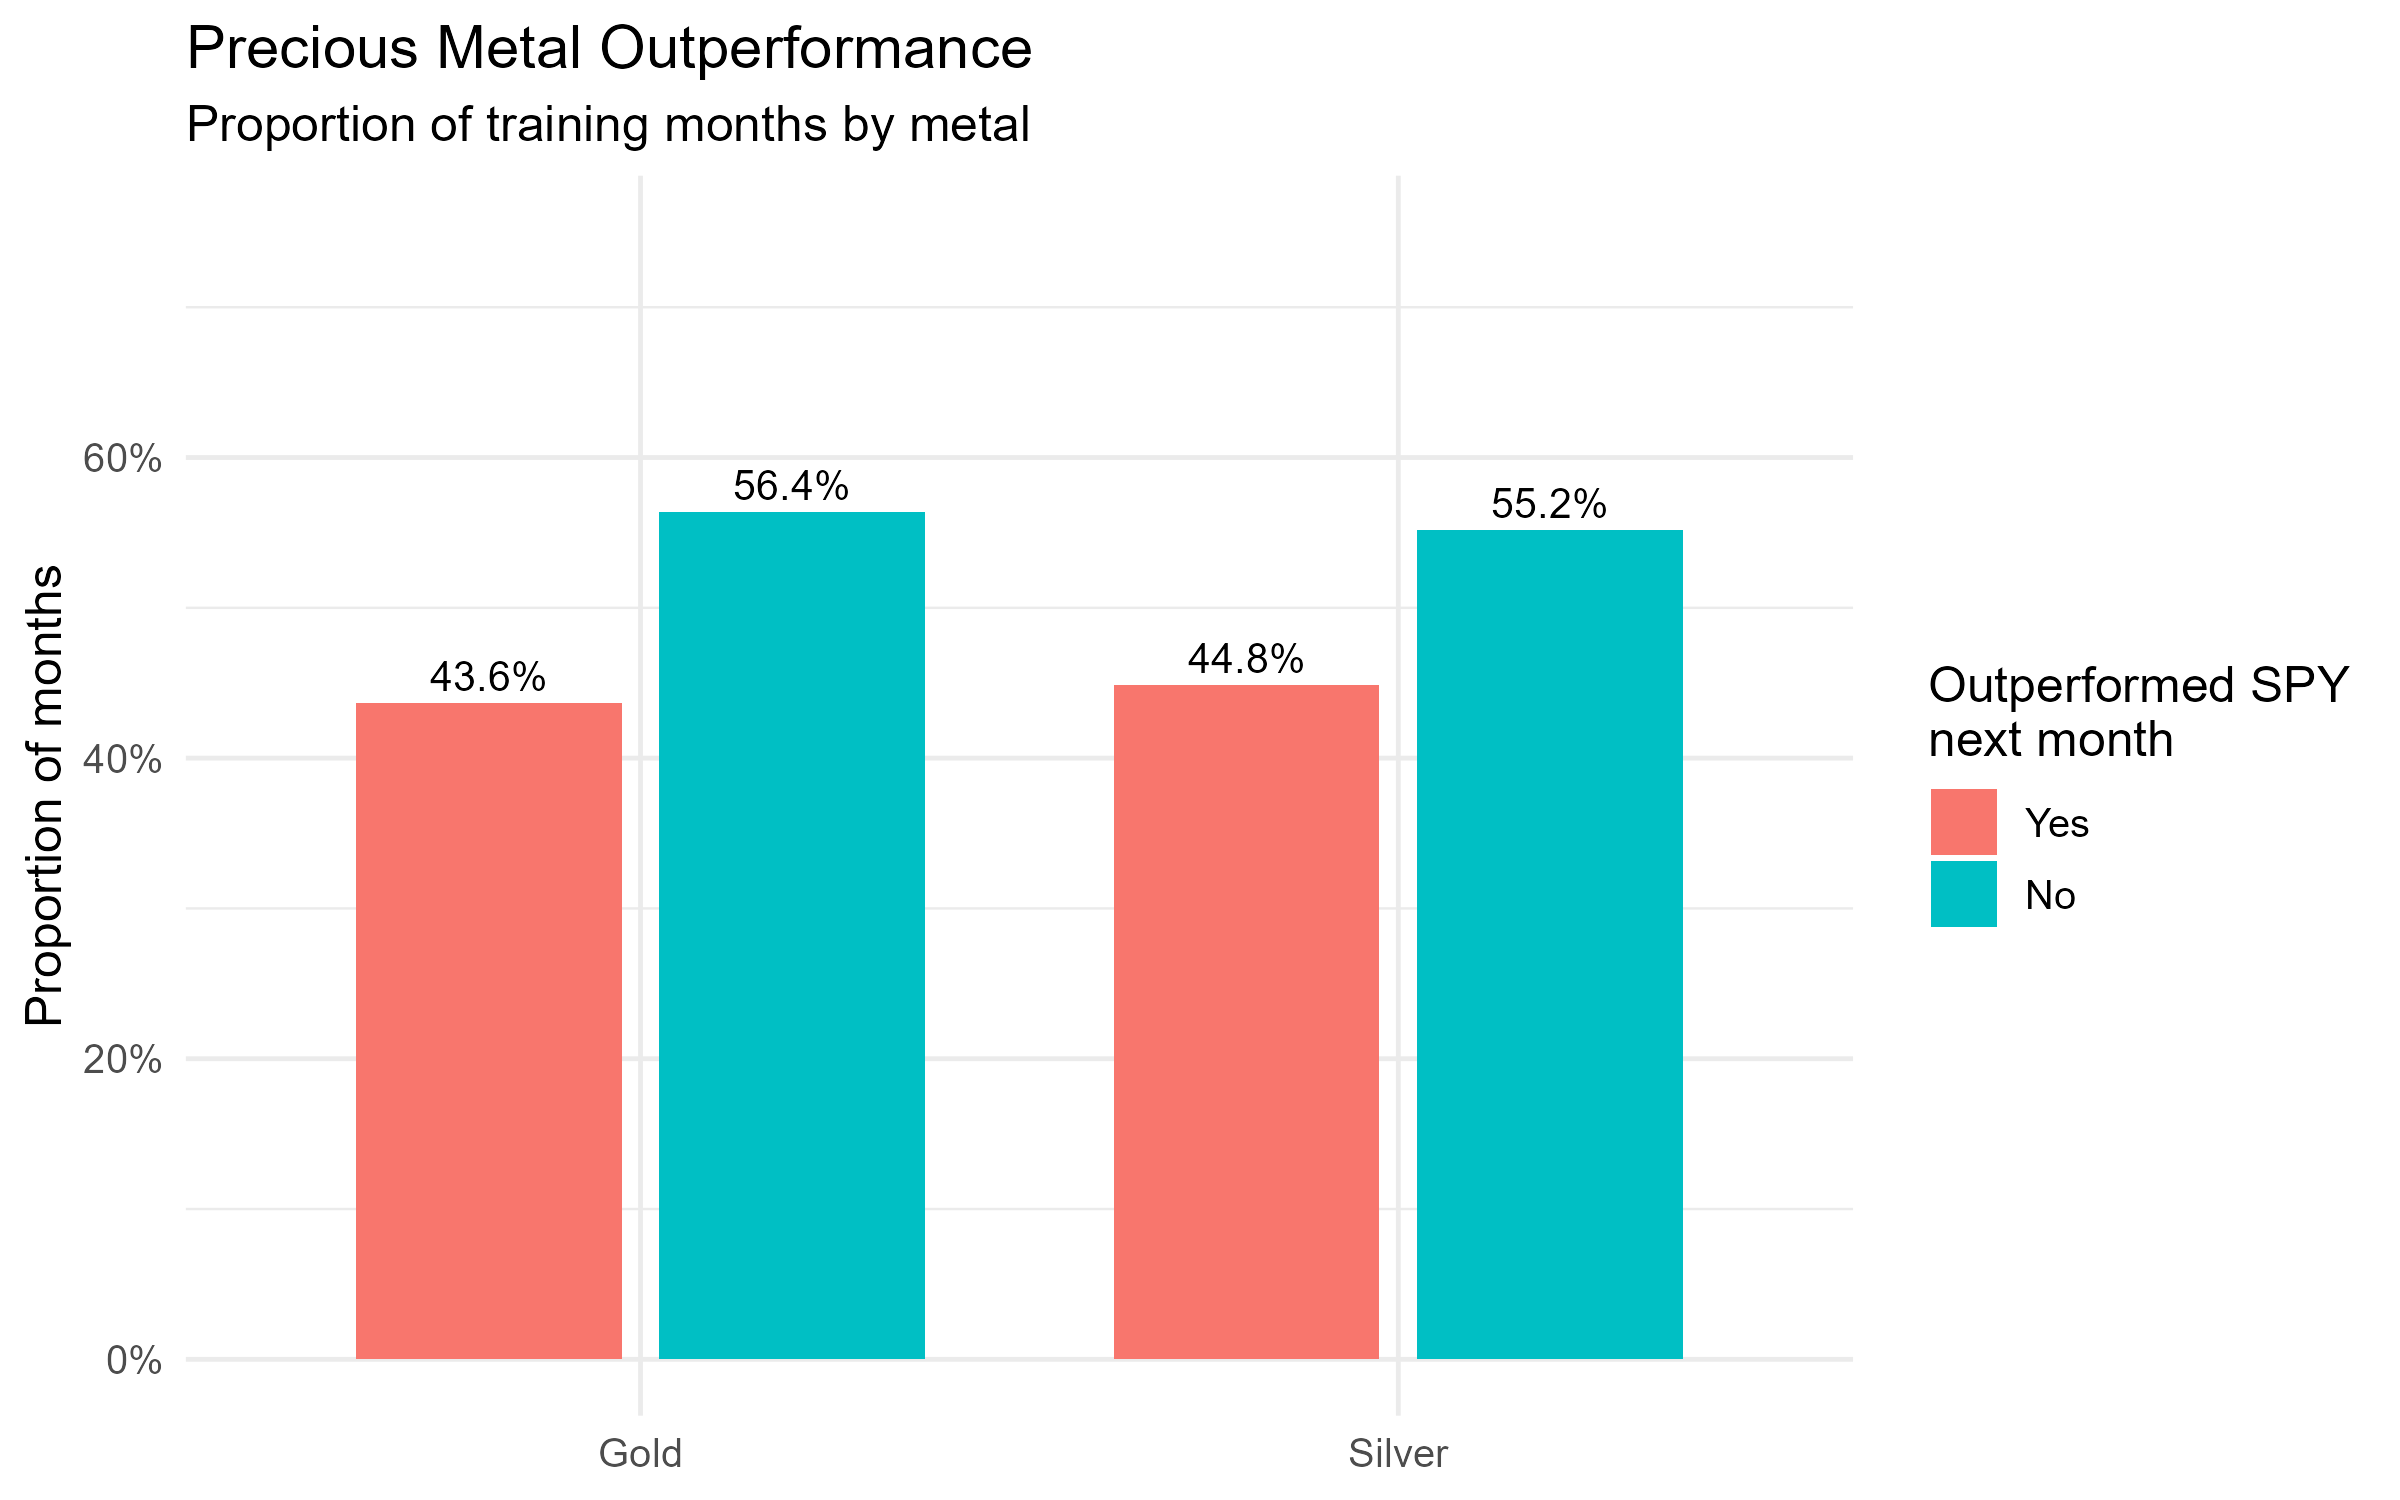 Precious Metal Outperformance
Proportion of training months by metal
Proportion of months
60%
40%
20%
0%
43.6%
56.4%
44.8%
55.2%
Gold
Silver
Outperformed SPY
next month
Yes
No